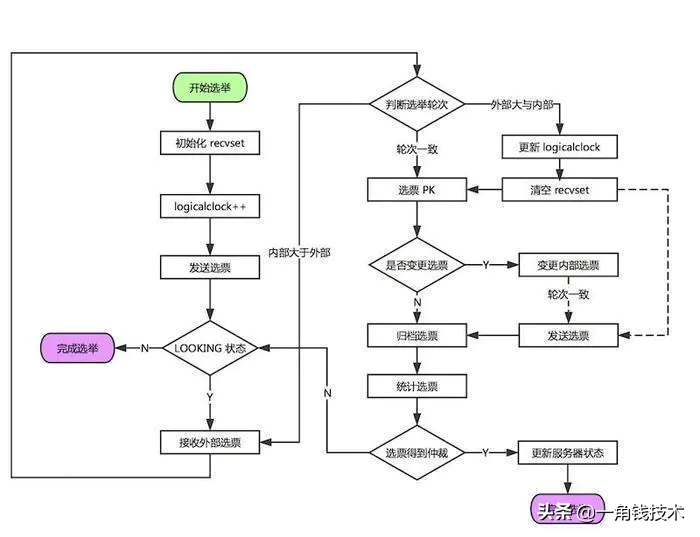 开始选举
初始化 recvset
logicalclock++
发送选票
LOOKING 状态
N
完成选举
Y
接收外部选票
内部大于外部
判断选举轮次
外部大与内部
更新 logicalclock
清空 recvset
轮次一致
选票 PK
是否变更选票
Y
变更内部选票
轮次一致
发送选票
N
归档选票
统计选票
选票得到仲裁
N
Y
更新服务器状态
头条 @一角钱技术